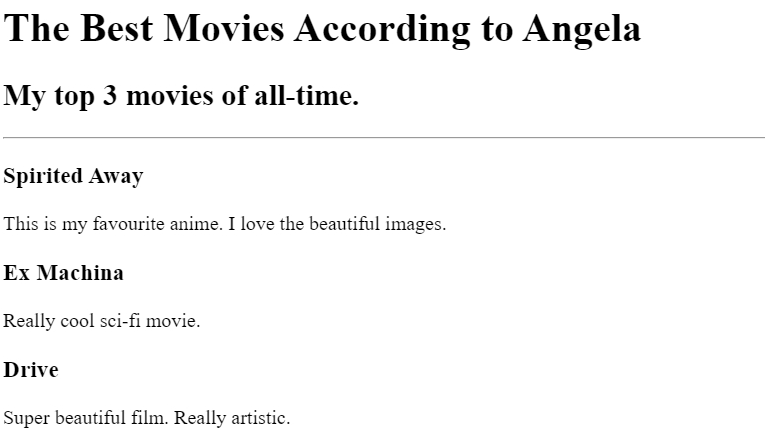 The Best Movies According to Angela
My top 3 movies of all-time.
Spirited Away
This is my favourite anime. I love the beautiful images.
Ex Machina
Really cool sci-fi movie.
Drive
Super beautiful film. Really artistic.